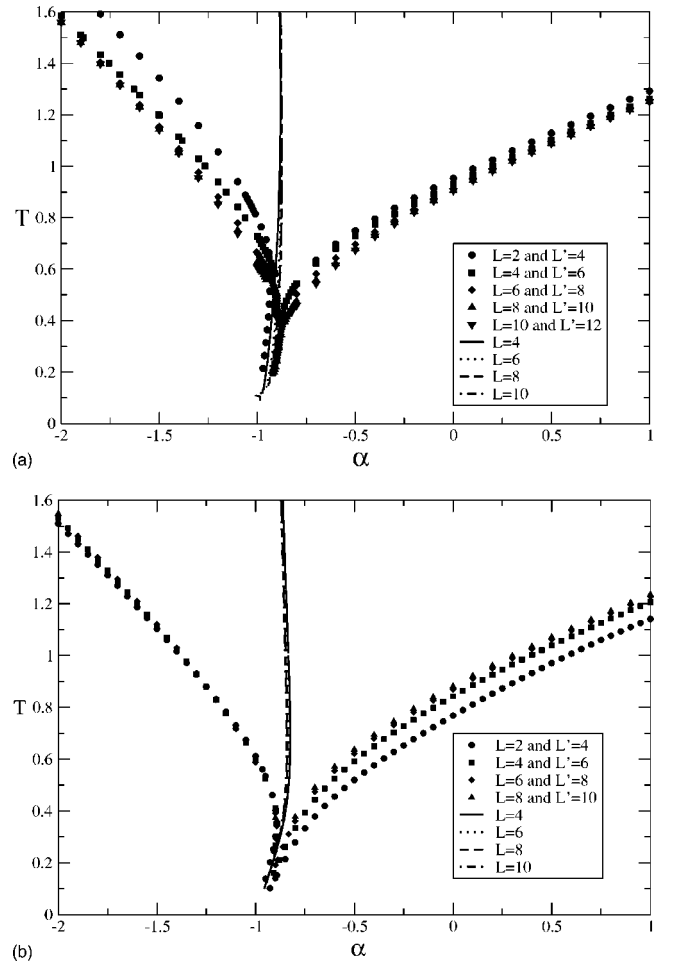 1.6
1.4
1.2
1
T 0.8
0.6
0.4
0.2
0
L=2 and L'=4
L=4 and L'=6
L=6 and L'=8
L=8 and L'=10
L=10 and L'=12
L=4
L=6
L=8
L=10
-2 -1.5 -1 -0.5 0 0.5 1
(a) α
1.6
1.4
1.2
1
T 0.8
0.6
0.4
0.2
0
L=2 and L'=4
L=4 and L'=6
L=6 and L'=8
L=8 and L'=10
L=4
L=6
L=8
L=10
-2 -1.5 -1 -0.5 0 0.5 1
(b) α